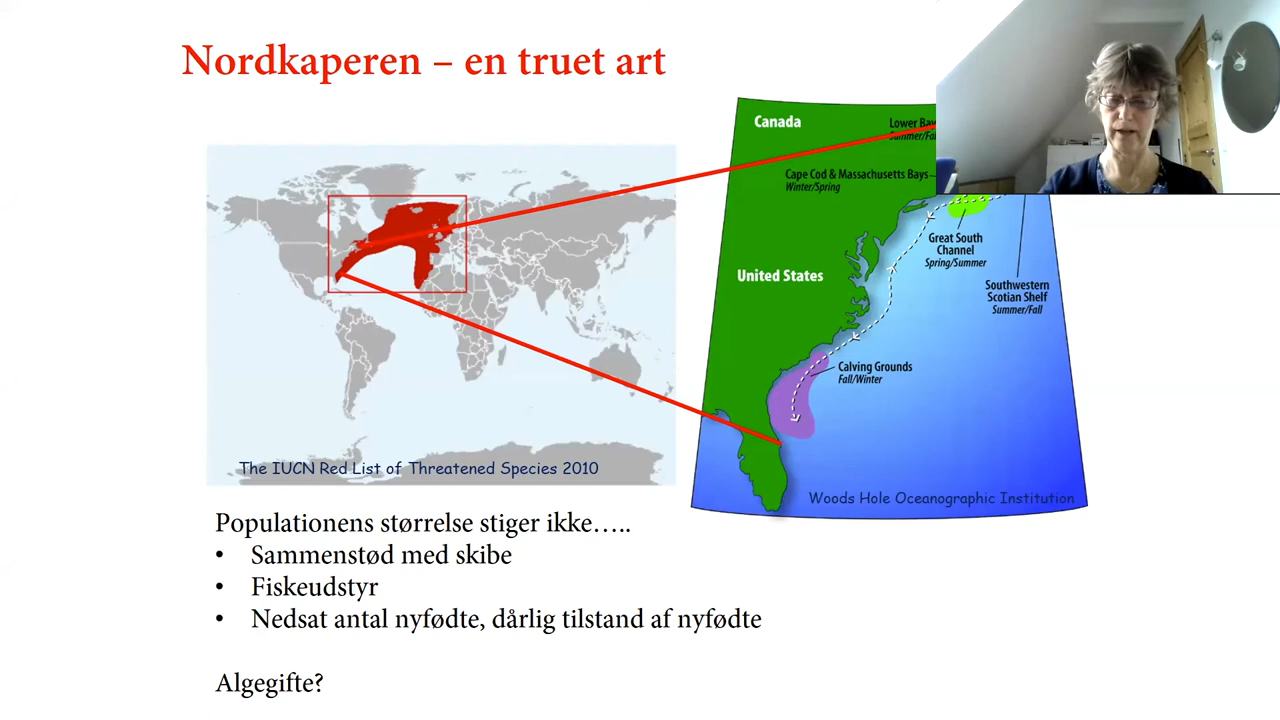 Nordkaperen – en truet art
Canada
Lower Bay
Summer/Fal
Cape Cod & Massachusetts Bays
Winter/Spring
Great South
Channel
Spring/Summer
United States
Southwestern
Scotian Shelf
Summer/Fall
Calving Grounds
Fall/Winter
The IUCN Red List of Threatened Species 2010
Woods Hole Oceanographic Institution
Populationens størrelse stiger ikke…..
• Sammenstød med skibe
• Fiskeudstyr
• Nedsat antal nyfødte, dårlig tilstand af nyfødte
Algegifte?